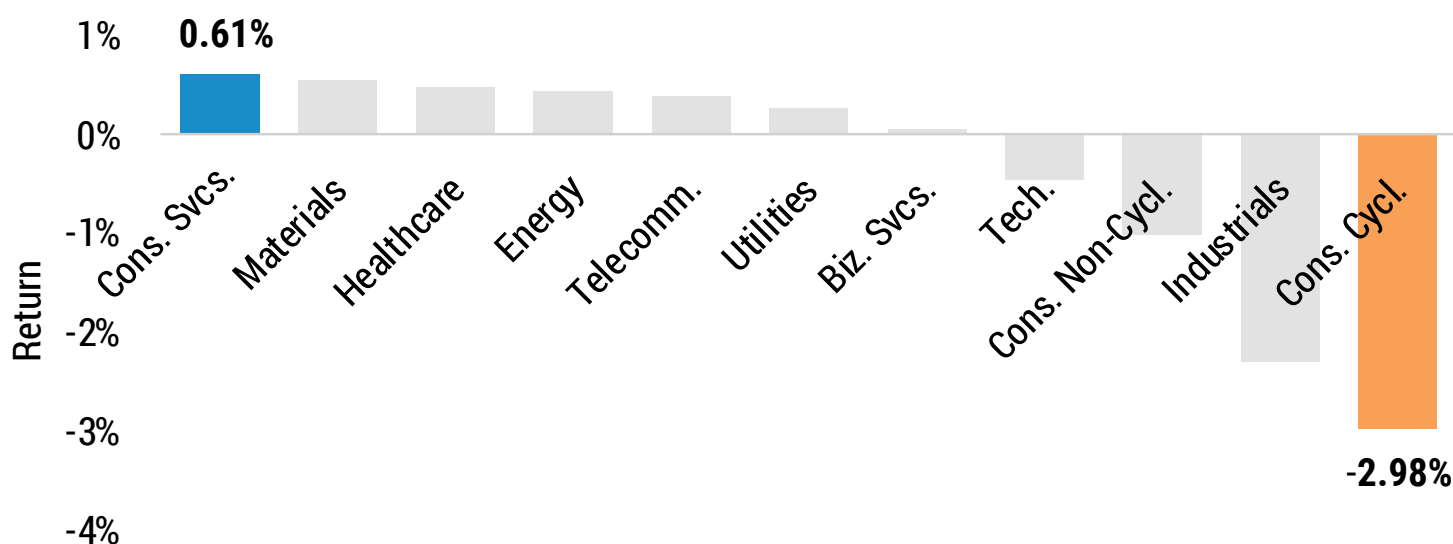 1%
0.61%
0%
-1%
-2%
-3%
-4%
Return
Cons. Svcs.
Materials
Healthcare
Energy
Telecomm.
Utilities
Biz. Svcs.
Tech.
Cons. Non-Cycl.
Industrials
Cons. Cycl.
-2.98%